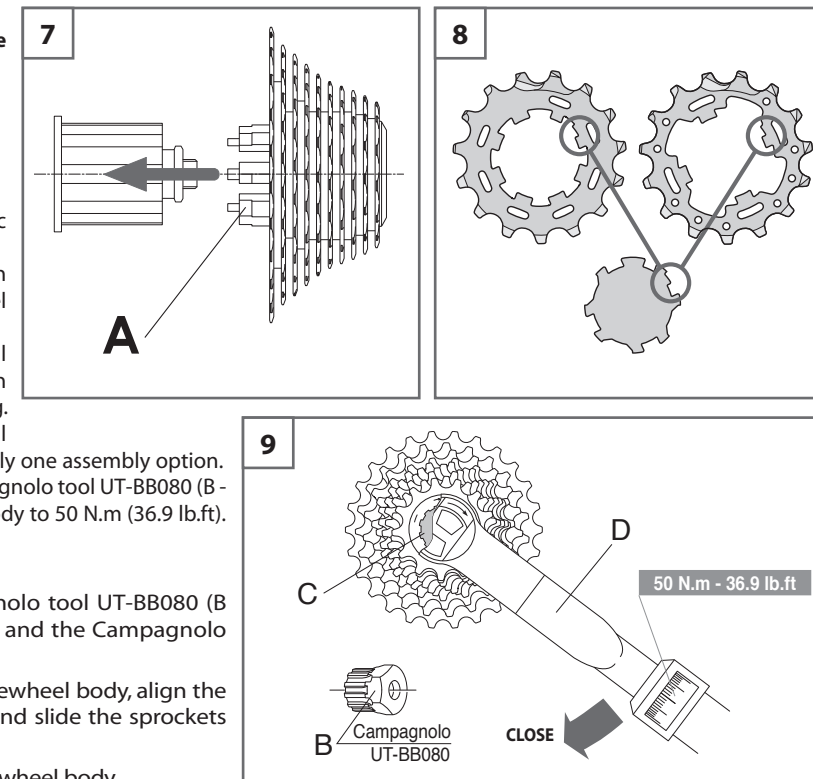 7
A
8
ly one assembly option.
gnolo tool UT-BB080 (B -
ody to 50 N.m (36.9 lb.ft).
nolo tool UT-BB080 (B
and the Campagnolo
ewheel body, align the
nd slide the sprockets
wheel body.
9
C
D
50 N.m - 36.9 lb.ft
B
Campagnolo
UT-BB080
CLOSE